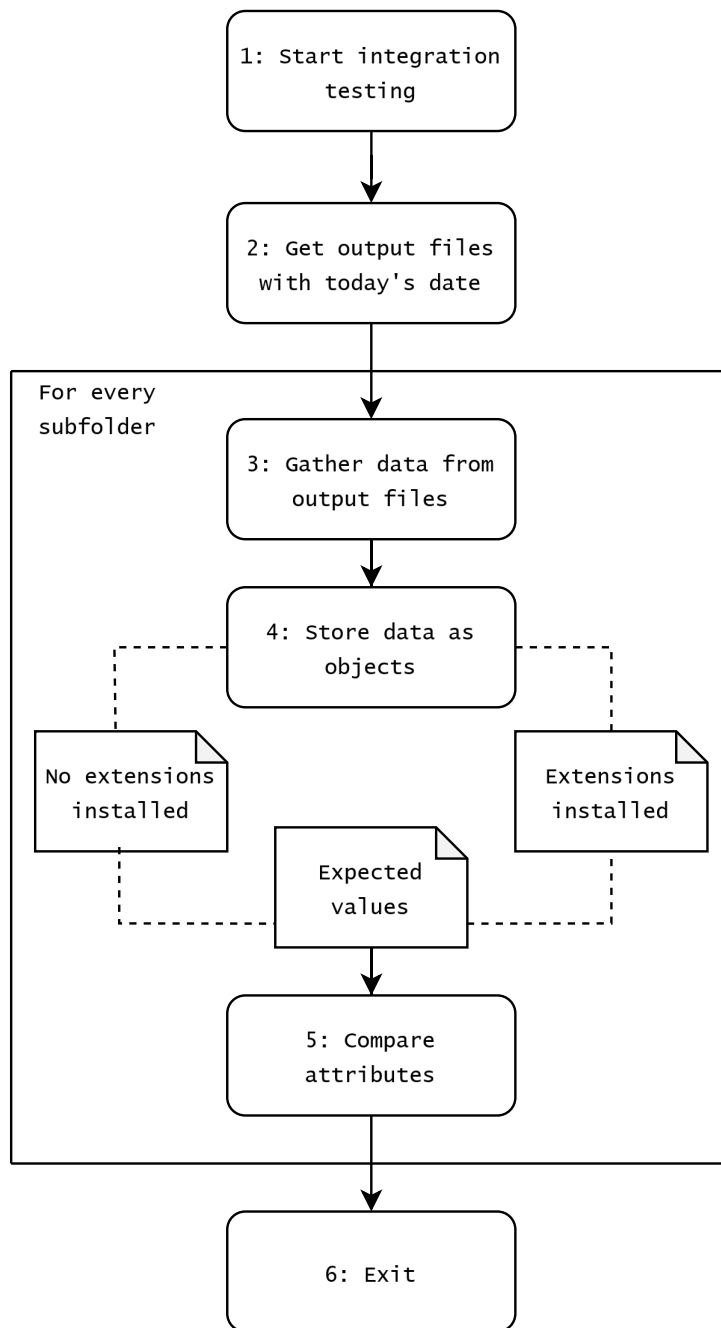 1: Start integration
testing
2: Get output files
with today's date
For every
subfolder
3: Gather data from
output files
4: Store data as
objects
No extensions
installed
Extensions
installed
Expected
values
5: Compare
attributes
6: Exit